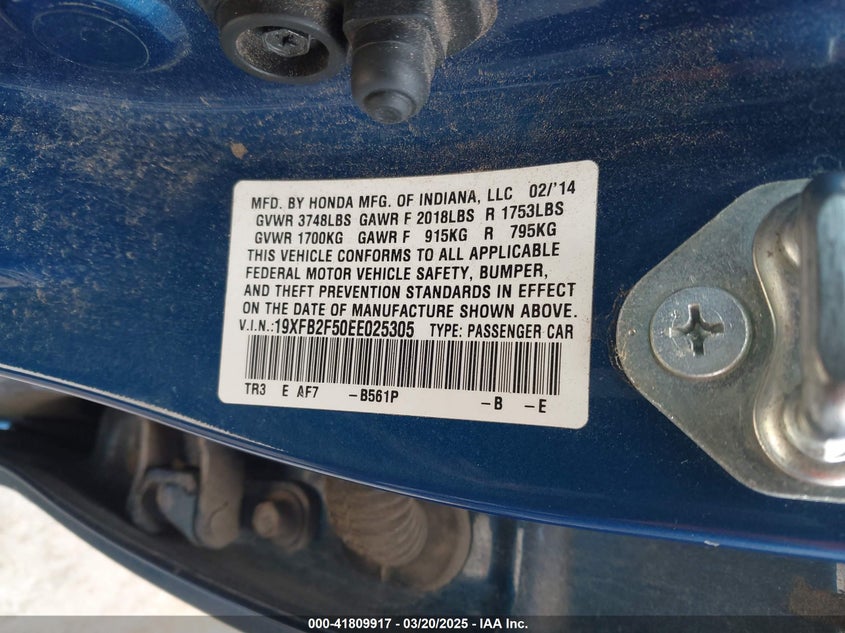 MFD. BY HONDA MFG. OF INDIANA, LLC 02/'14
GVWR 3748LBS GAWR F 2018LBS R 1753LBS
GVWR 1700KG GAWR F 915KG R 795KG
THIS VEHICLE CONFORMS TO ALL APPLICABLE
FEDERAL MOTOR VEHICLE SAFETY, BUMPER,
AND THEFT PREVENTION STANDARDS IN EFFECT
ON THE DATE OF MANUFACTURE SHOWN ABOVE.
V.I.N.:19XFB2F50EE025305 TYPE: PASSENGER CAR
TR3 E AF7 -B561P -B -E
000-41809917 — 03/20/2025 — IAA Inc.